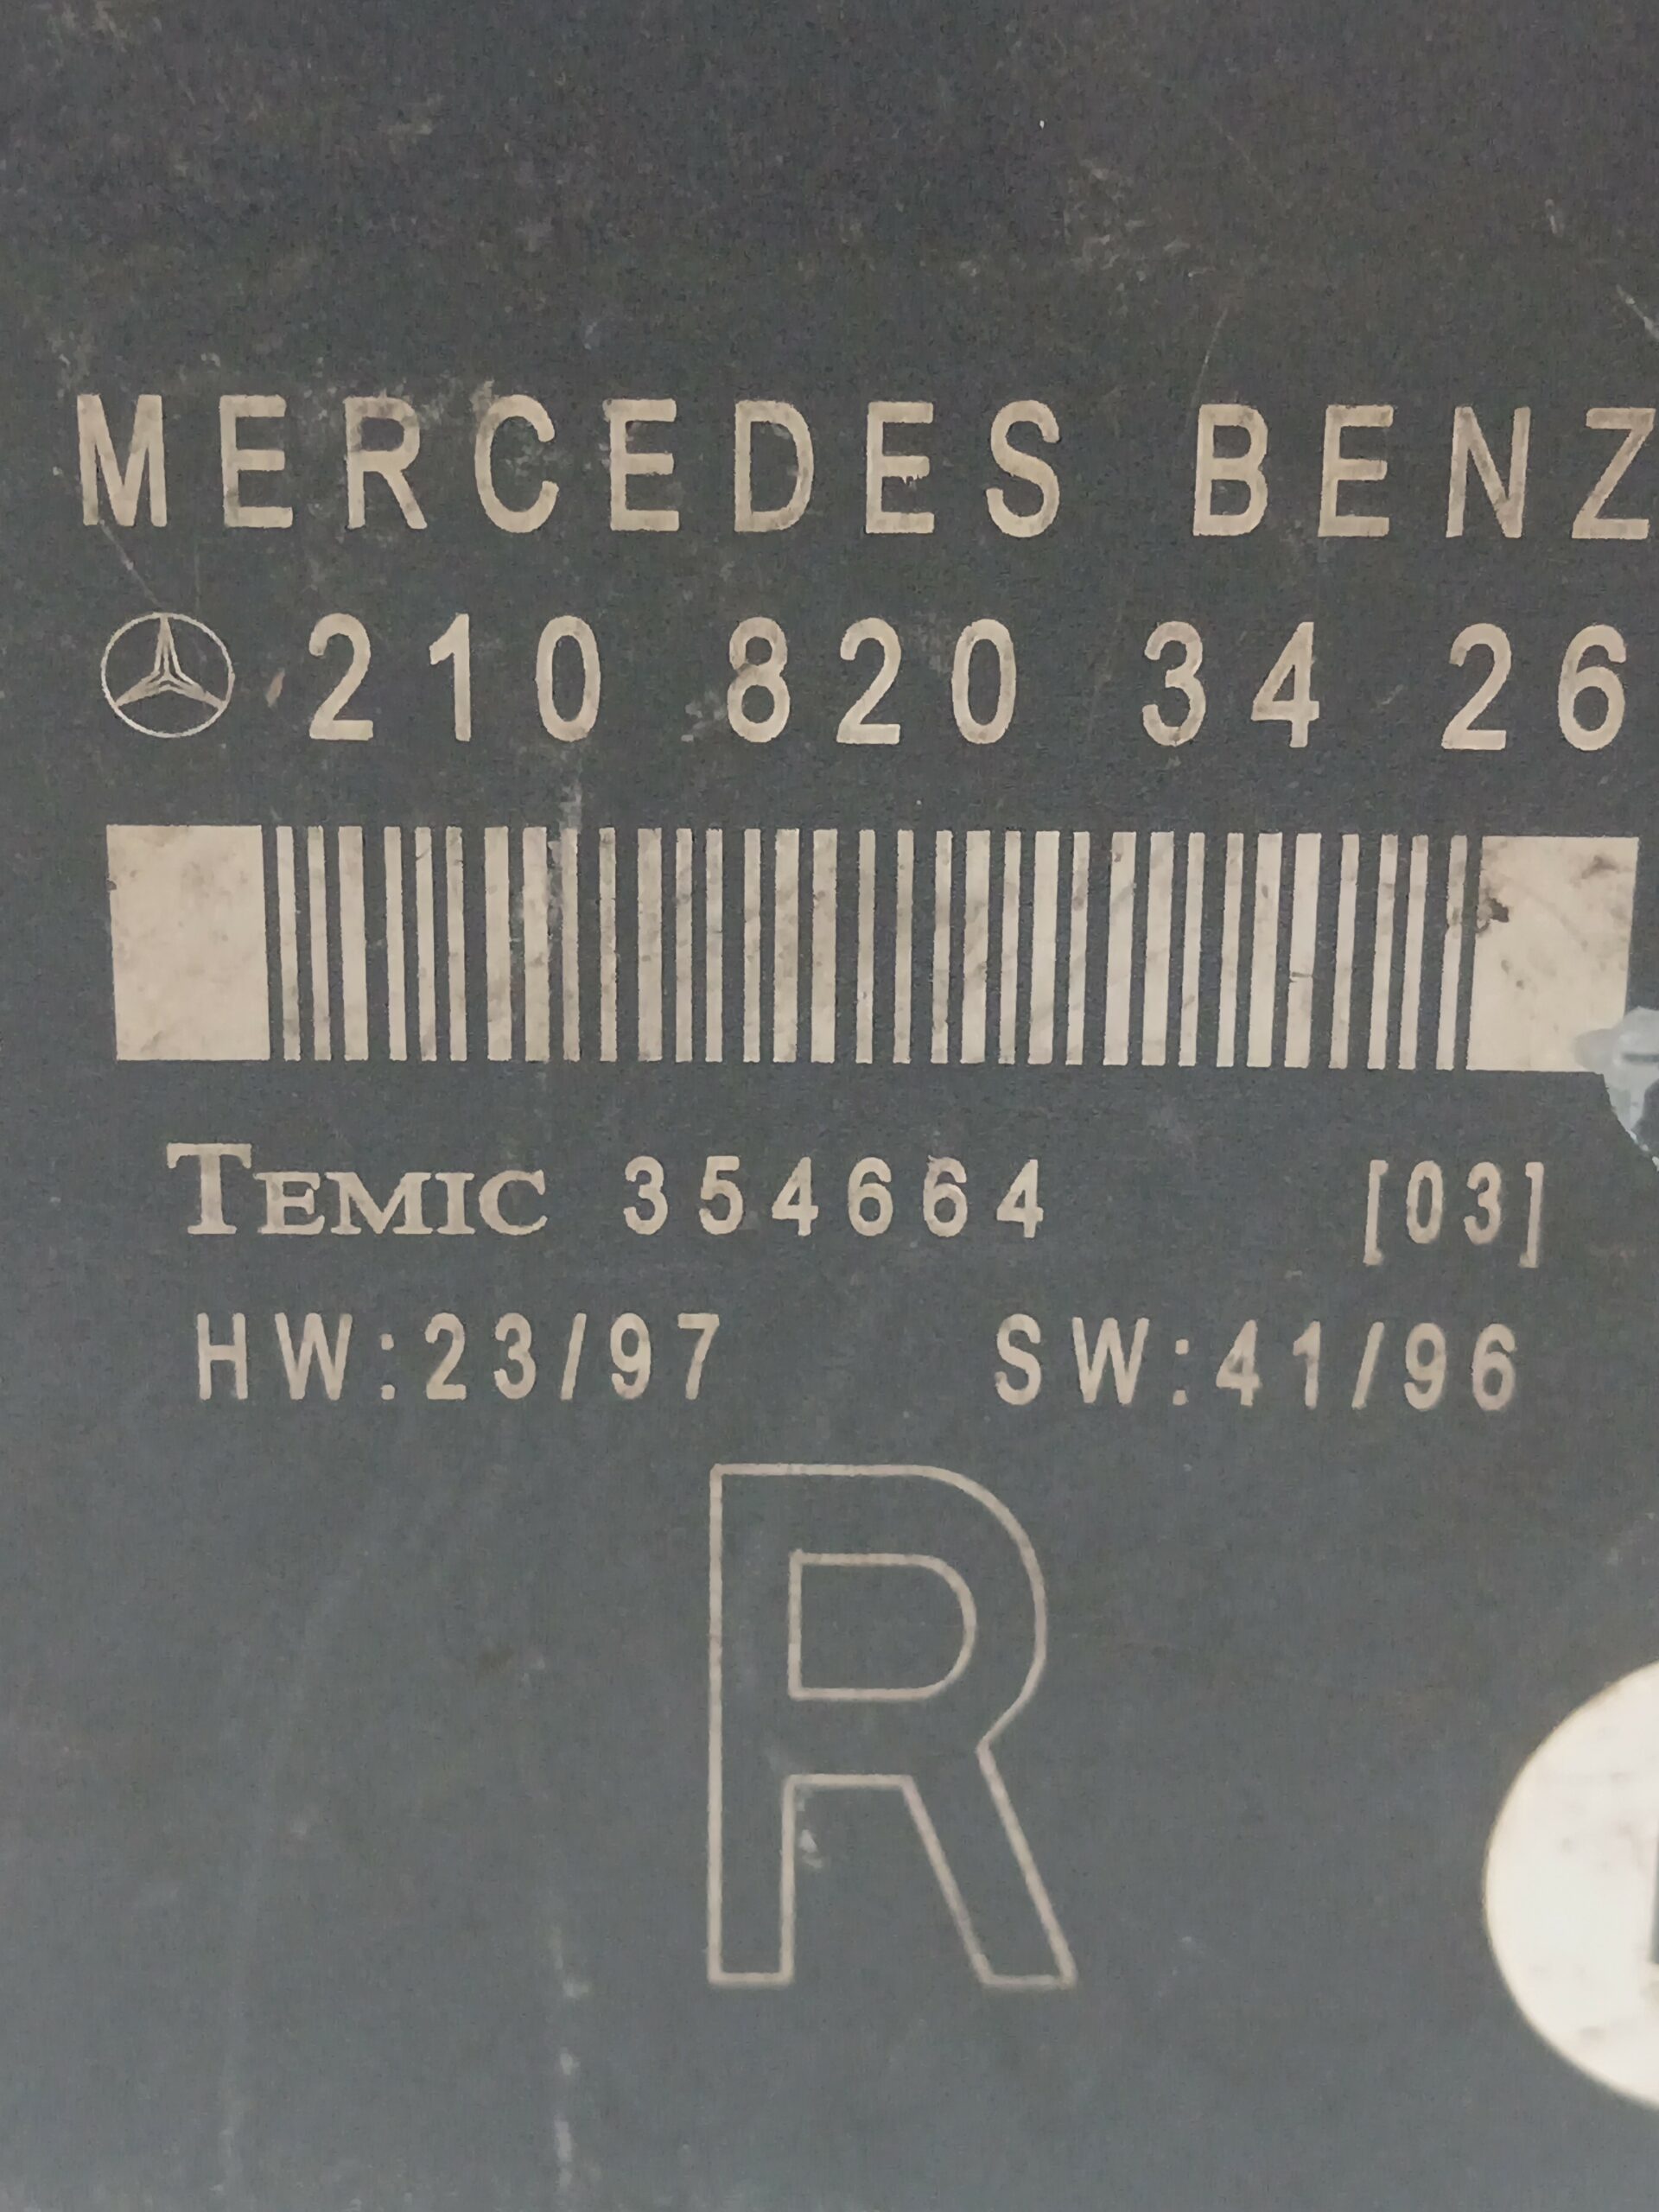 MERCEDES BENZ
210 820 34 26
TEMIC 354664 [03]
HW:23/97 SW:41/96
R